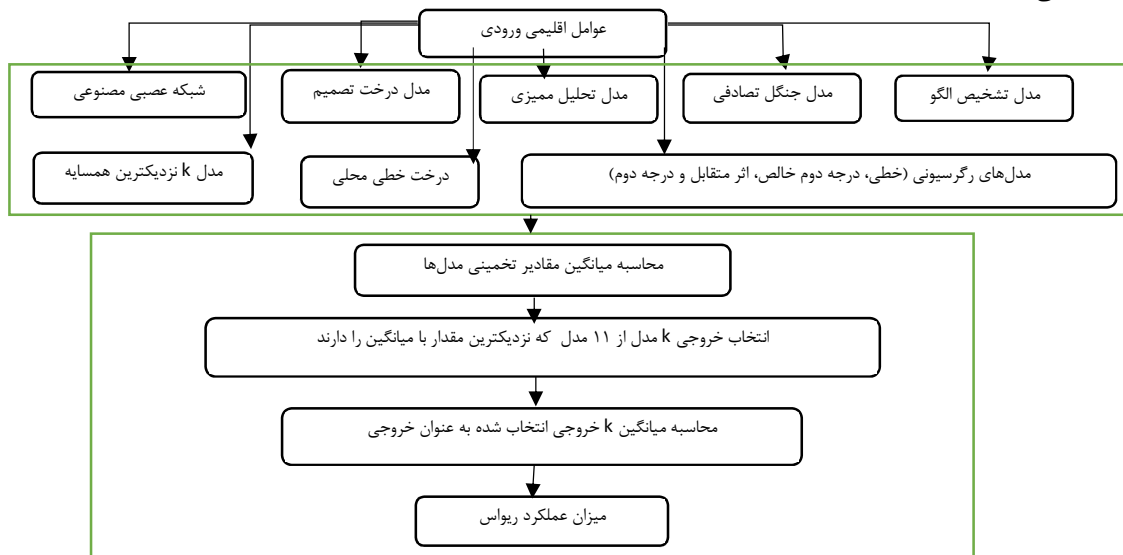 عوامل اقلیمی ورودی
مدل تشخیص الگو
مدل جنگل تصادفی
مدل تحلیل ممیزی
مدل درخت تصمیم
شبکه عصبی مصنوعی
مدل‌های رگرسیونی (خطی، درجه دوم خالص، اثر متقابل و درجه دوم)
درخت خطی محلی
مدل k نزدیکترین همسایه
محاسبه میانگین مقادیر تخمینی مدل‌ها
انتخاب خروجی k مدل از ۱۱ مدل که نزدیکترین مقدار با میانگین را دارند
محاسبه میانگین k خروجی انتخاب شده به عنوان خروجی
میزان عملکرد ریواس